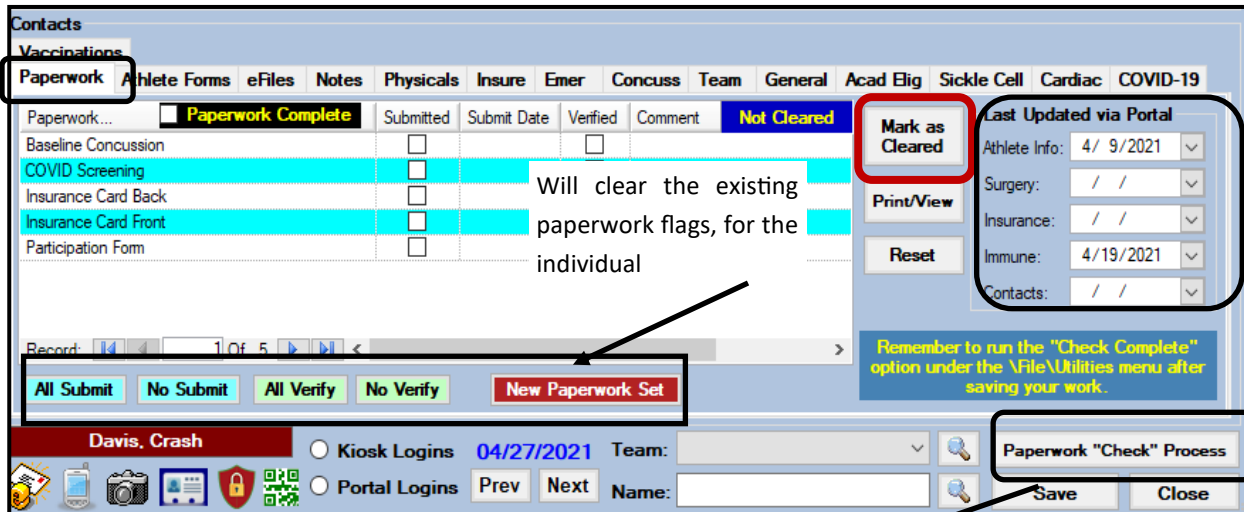 Contacts
Vaccinations
Paperwork Athlete Forms eFiles Notes Physicals Insure Emer Concuss Team General Acad Elig Sickle Cell Cardiac COVID-19
Paperwork... Paperwork Complete Submitted Submit Date Verified Comment Not Cleared
Baseline Concussion
COVID Screening
Insurance Card Back
Insurance Card Front
Participation Form
Will clear the existing
paperwork flags, for the
individual
Mark as
Cleared
Print/View
Reset
Last Updated via Portal
Athlete Info: 4/ 9/2021
Surgery: / /
Insurance: / /
Immune: 4/19/2021
Contacts: / /
Record: 1 Of 5
Remember to run the "Check Complete"
option under the \File\Utilities menu after
saving your work.
All Submit No Submit All Verify No Verify New Paperwork Set
Davis, Crash
Kiosk Logins 04/27/2021 Team:
Paperwork "Check" Process
Portal Logins Prev Next Name:
Save Close